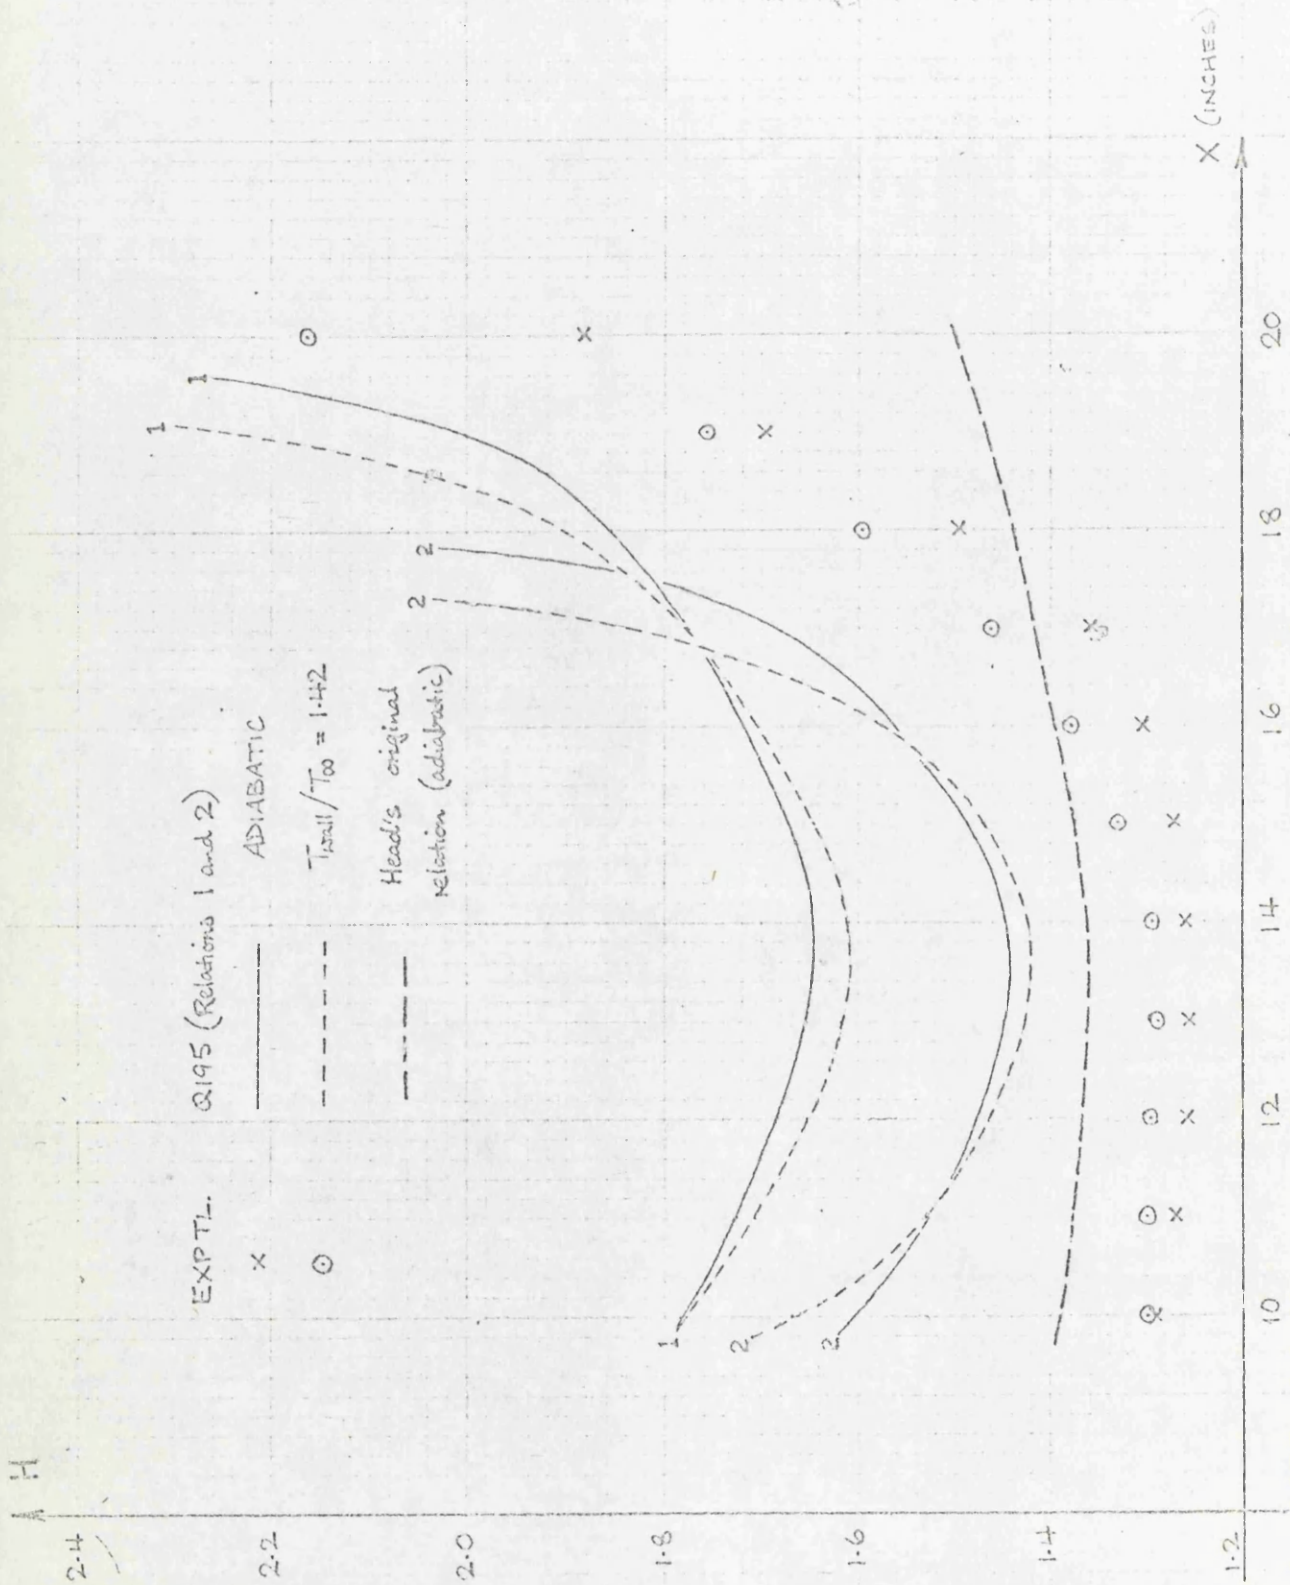 H
2.4
2.2
2.0
1.8
1.6
1.4
1.2
EXPTL. Q195 (Relations 1 and 2)
× ADIABATIC
⊙ Twall/T∞ = 1.42
Head's original
relation (adiabatic)
1
1
2
2
1
2
2
10
12
14
16
18
20
X (INCHES)